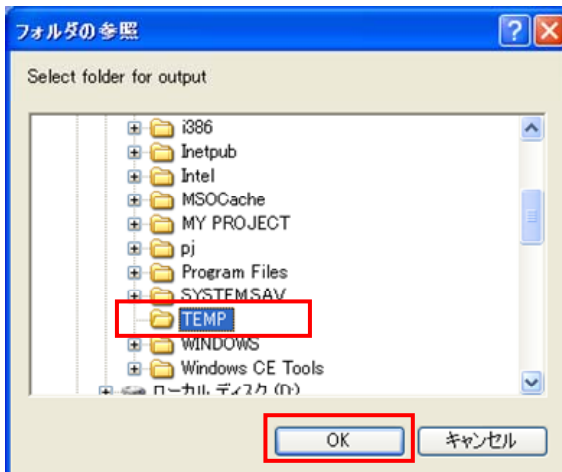 フォルダの参照
Select folder for output
i386
Inetpub
Intel
MSOCache
MY PROJECT
pj
Program Files
SYSTEM.SAV
TEMP
WINDOWS
Windows CE Tools
ローカル ディスク (D:)
OK キャンセル